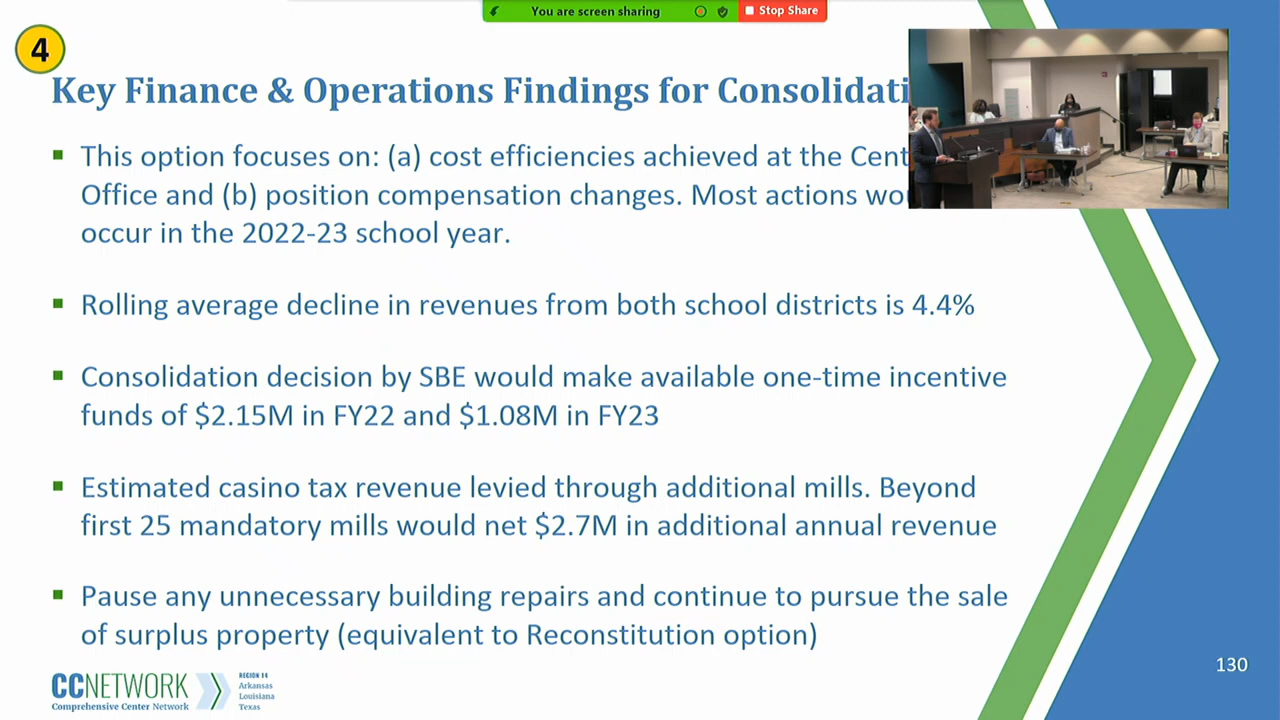 You are screen sharing
Stop Share
4
Key Finance & Operations Findings for Consolidati
This option focuses on: (a) cost efficiencies achieved at the Cent
Office and (b) position compensation changes. Most actions wou
occur in the 2022-23 school year.
Rolling average decline in revenues from both school districts is 4.4%
Consolidation decision by SBE would make available one-time incentive
funds of $2.15M in FY22 and $1.08M in FY23
Estimated casino tax revenue levied through additional mills. Beyond
first 25 mandatory mills would net $2.7M in additional annual revenue
Pause any unnecessary building repairs and continue to pursue the sale
of surplus property (equivalent to Reconstitution option)
130
CCNETWORK
Comprehensive Center Network
REGION 14
Arkansas
Louisiana
Texas